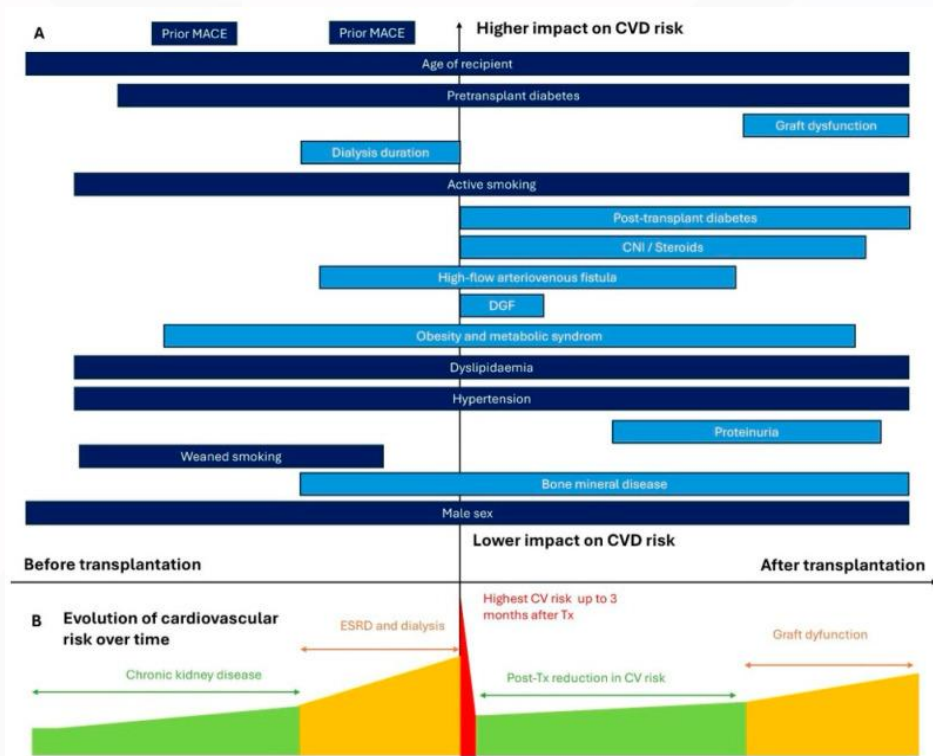 A
Prior MACE
Prior MACE
Higher impact on CVD risk
Age of recipient
Pretransplant diabetes
Graft dysfunction
Dialysis duration
Active smoking
Post-transplant diabetes
CNI / Steroids
High-flow arteriovenous fistula
DGF
Obesity and metabolic syndrom
Dyslipidaemia
Hypertension
Proteinuria
Weaned smoking
Bone mineral disease
Male sex
Lower impact on CVD risk
Before transplantation
After transplantation
B
Evolution of cardiovascular
risk over time
Highest CV risk up to 3
months after Tx
ESRD and dialysis
Graft dyfunction
Chronic kidney disease
Post-Tx reduction in CV risk